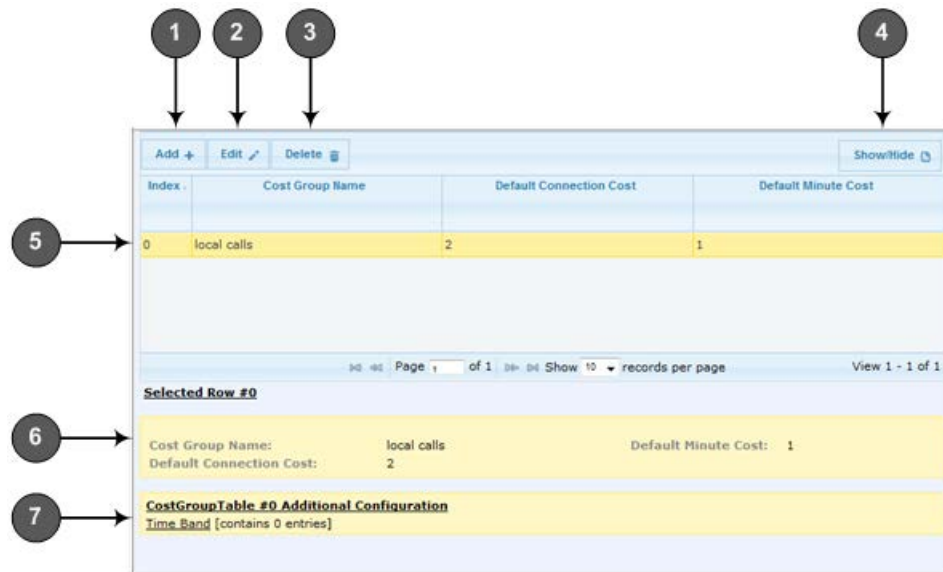 1 2 3 4
Add Edit Delete Show/Hide
Index Cost Group Name Default Connection Cost Default Minute Cost
5
0 local calls 2 1
Page 1 of 1 Show 10 records per page View 1 - 1 of 1
Selected Row #0
6
Cost Group Name: local calls Default Minute Cost: 1
Default Connection Cost: 2
7
CostGroupTable #0 Additional Configuration
Time Band [contains 0 entries]